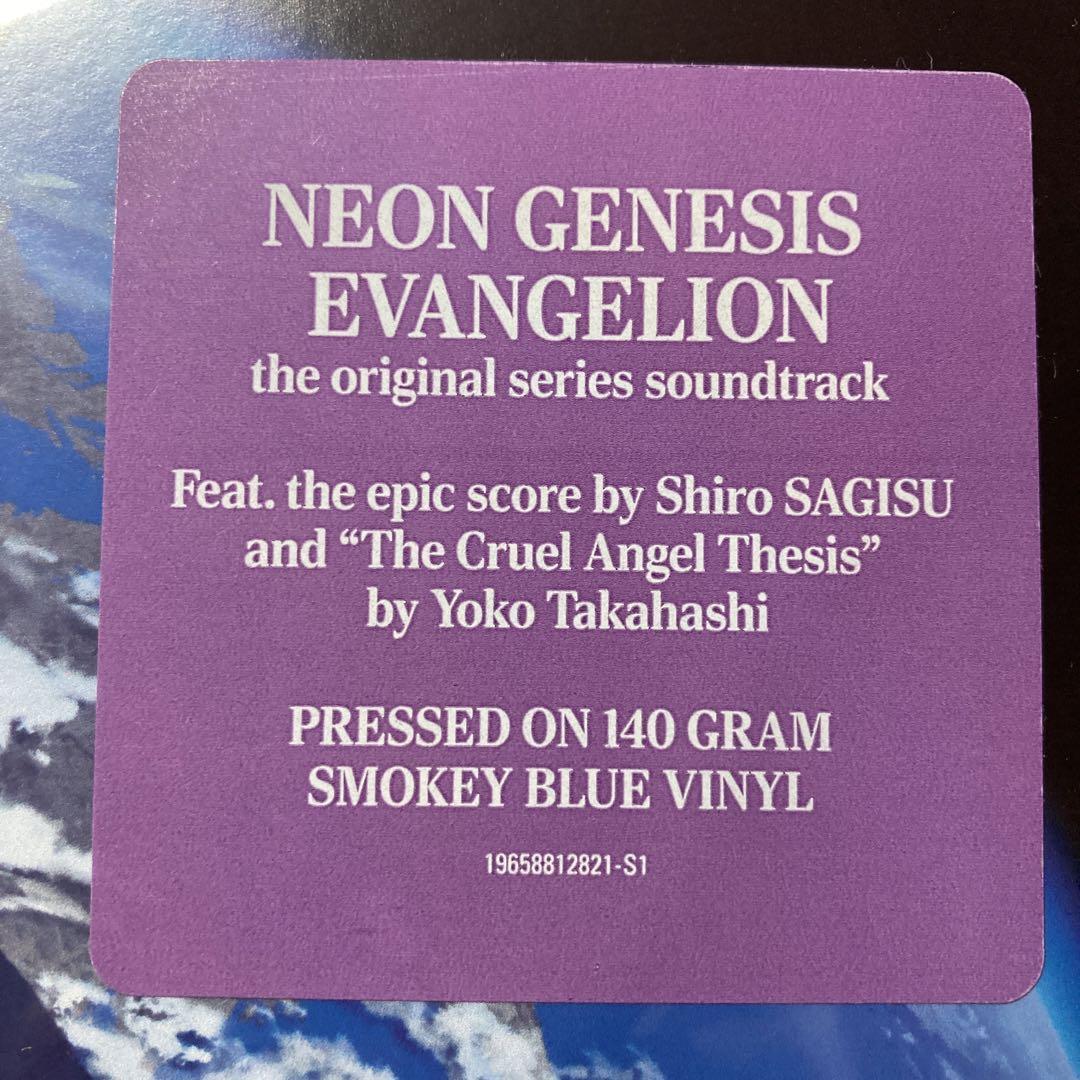 NEON GENESIS
EVANGELION
the original series soundtrack
Feat. the epic score by Shiro SAGISU
and “The Cruel Angel Thesis”
by Yoko Takahashi
PRESSED ON 140 GRAM
SMOKEY BLUE VINYL
19658812821-S1